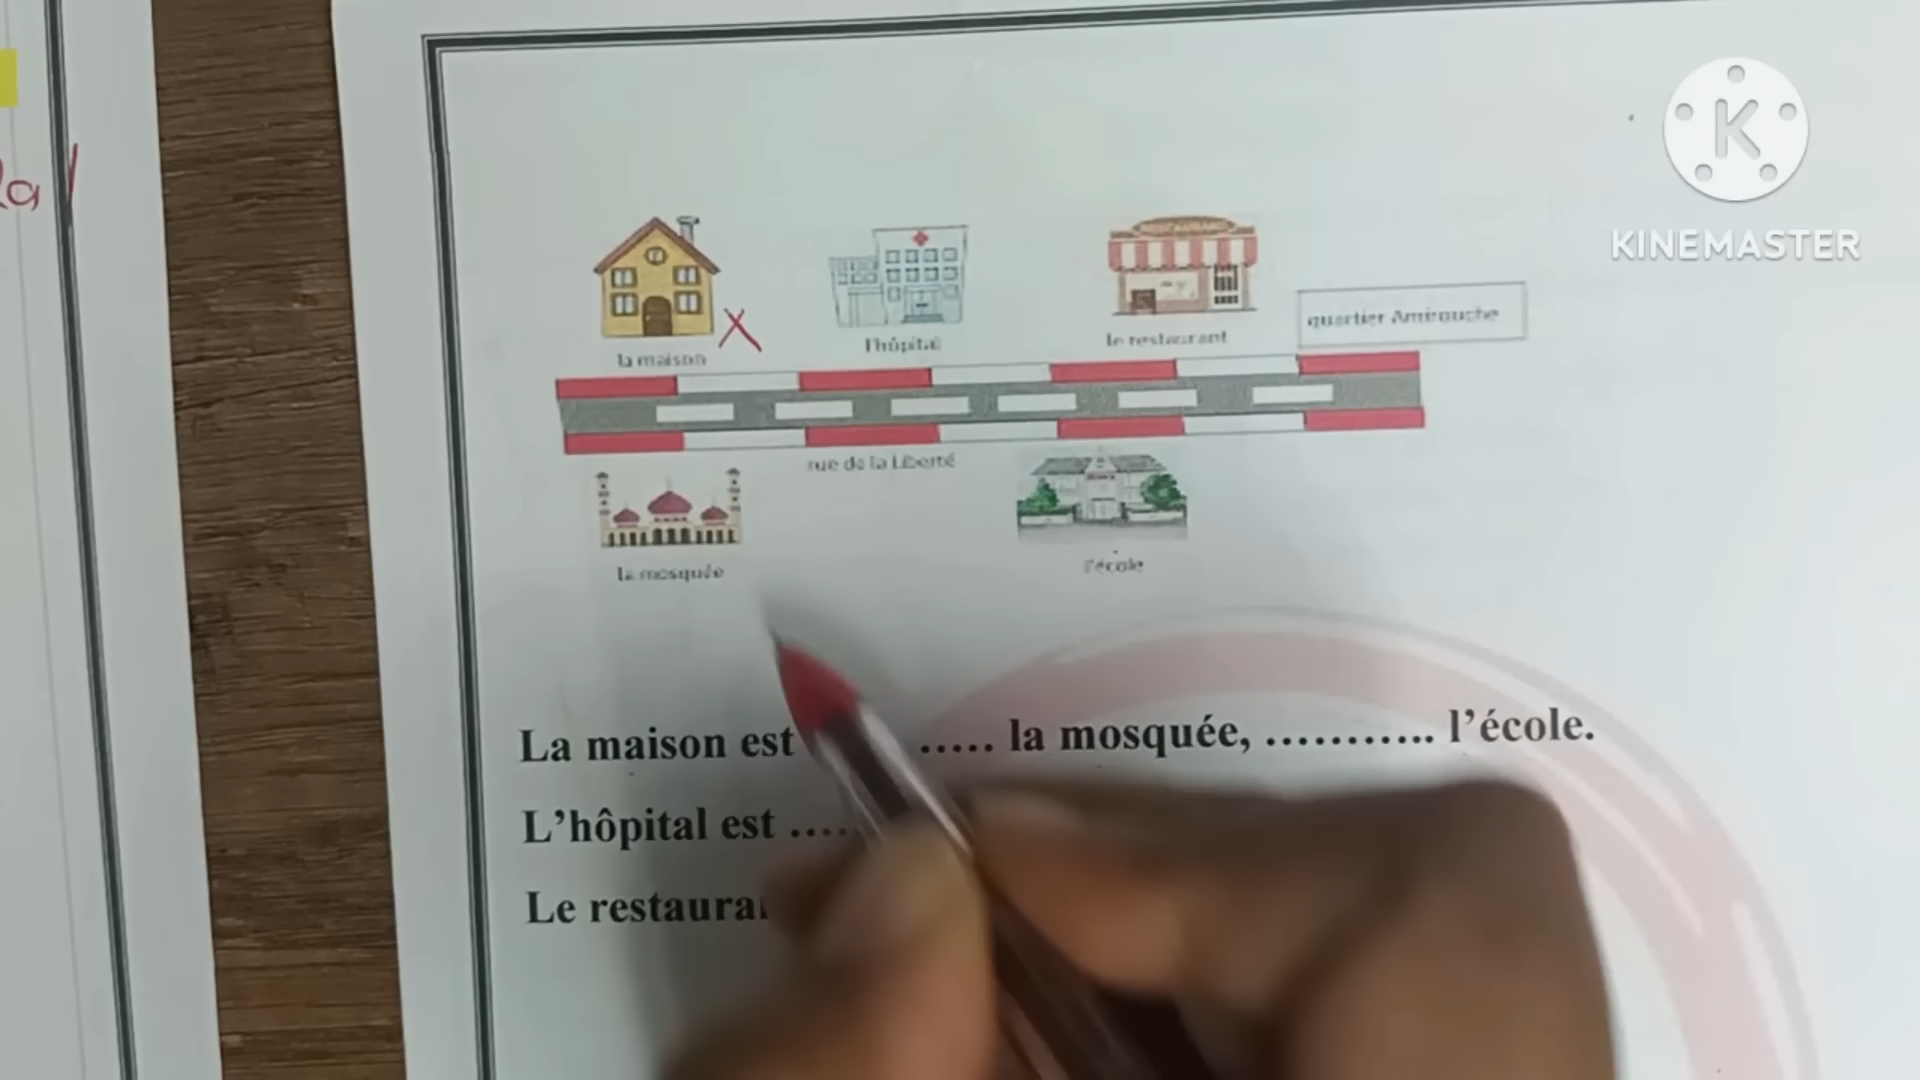 KINEMASTER
quartier Amirouche
la maison
l'hôpital
le restaurant
rue de la Liberté
la mosquée
l'école
La maison est ..... la mosquée, ........... l'école.
L'hôpital est ....
Le